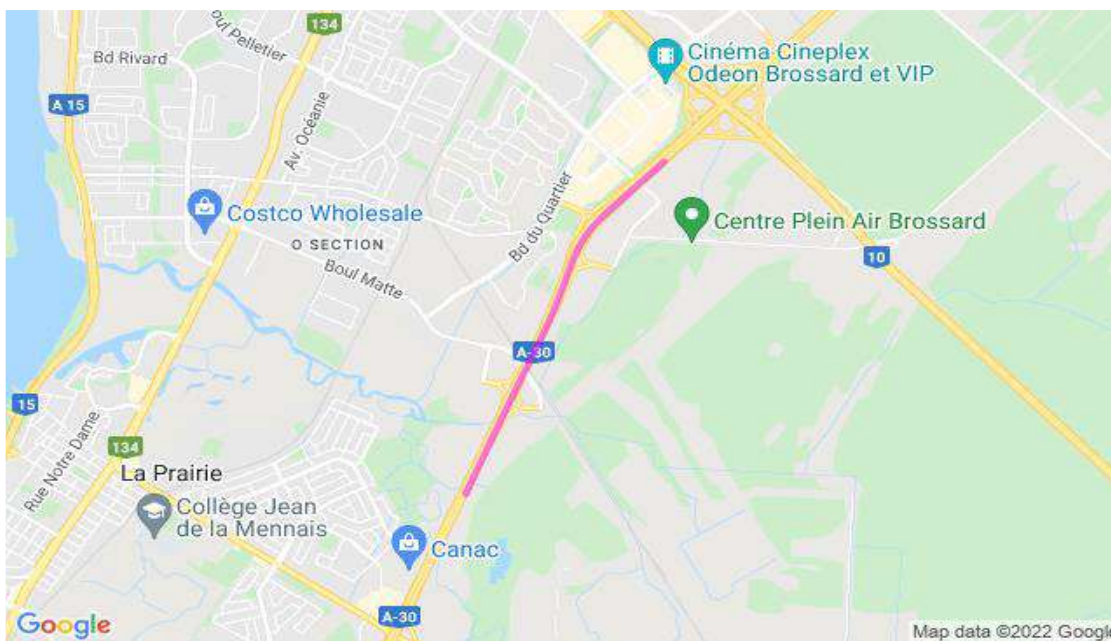 oul Pelletier
134
Bd Rivard
A 15
Av. Océanie
Cinéma Cineplex
Odeon Brossard et VIP
Costco Wholesale
O SECTION
Bd du Quartier
Centre Plein Air Brossard
Boul Matte
10
A-30
15
134
Rue Notre Dame
La Prairie
Collège Jean
de la Mennais
Canac
A-30
Google
Map data ©2022 Googl